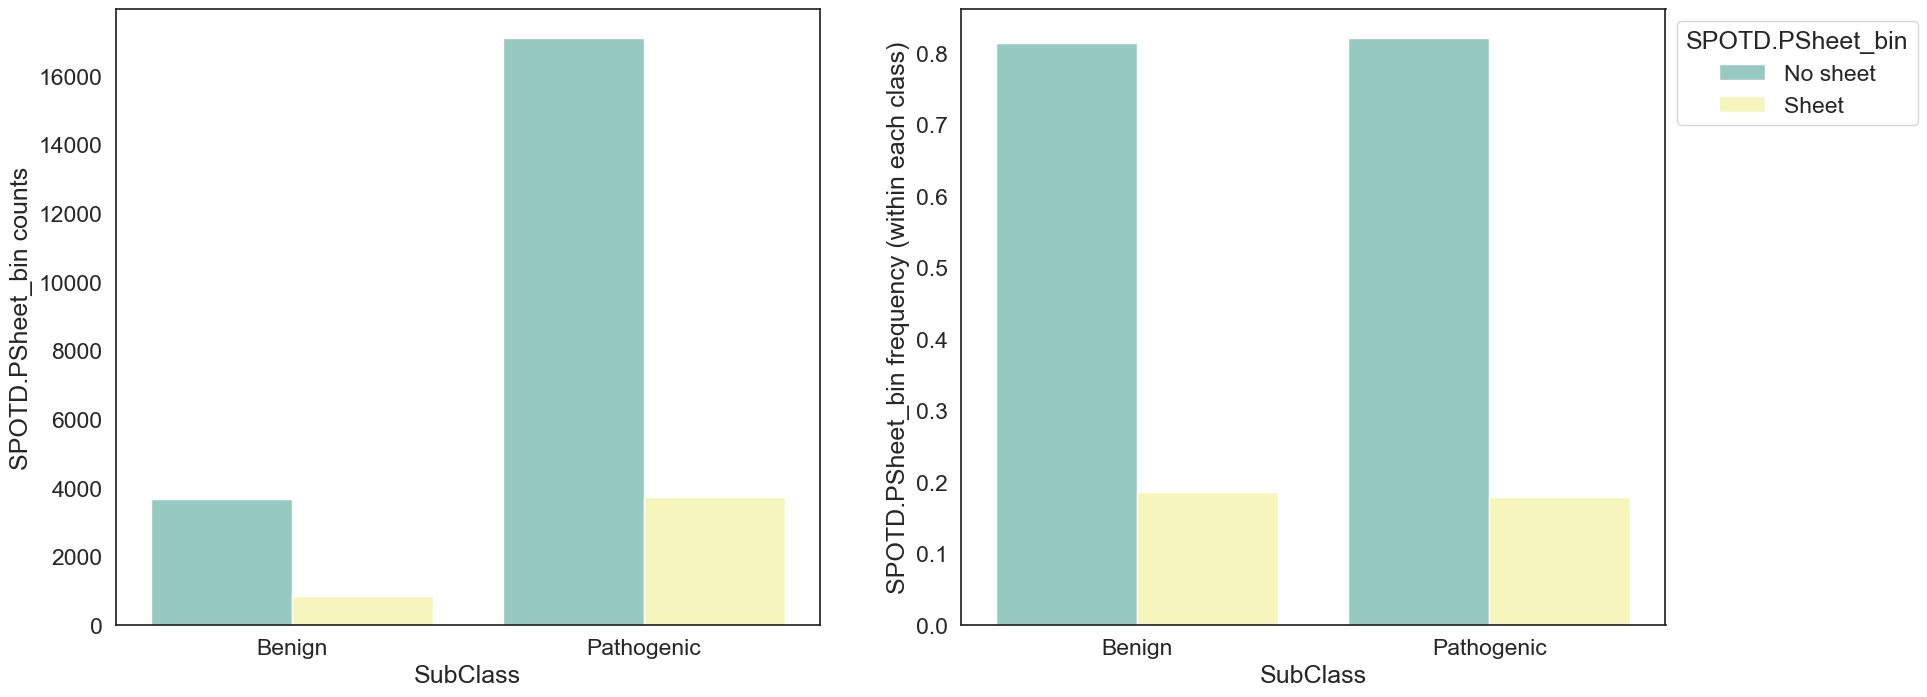 SPOTD.PSheet_bin counts
16000
14000
12000
10000
8000
6000
4000
2000
0
Benign
Pathogenic
SubClass
SPOTD.PSheet_bin frequency (within each class)
0.8
0.7
0.6
0.5
0.4
0.3
0.2
0.1
0.0
Benign
Pathogenic
SubClass
SPOTD.PSheet_bin
No sheet
Sheet